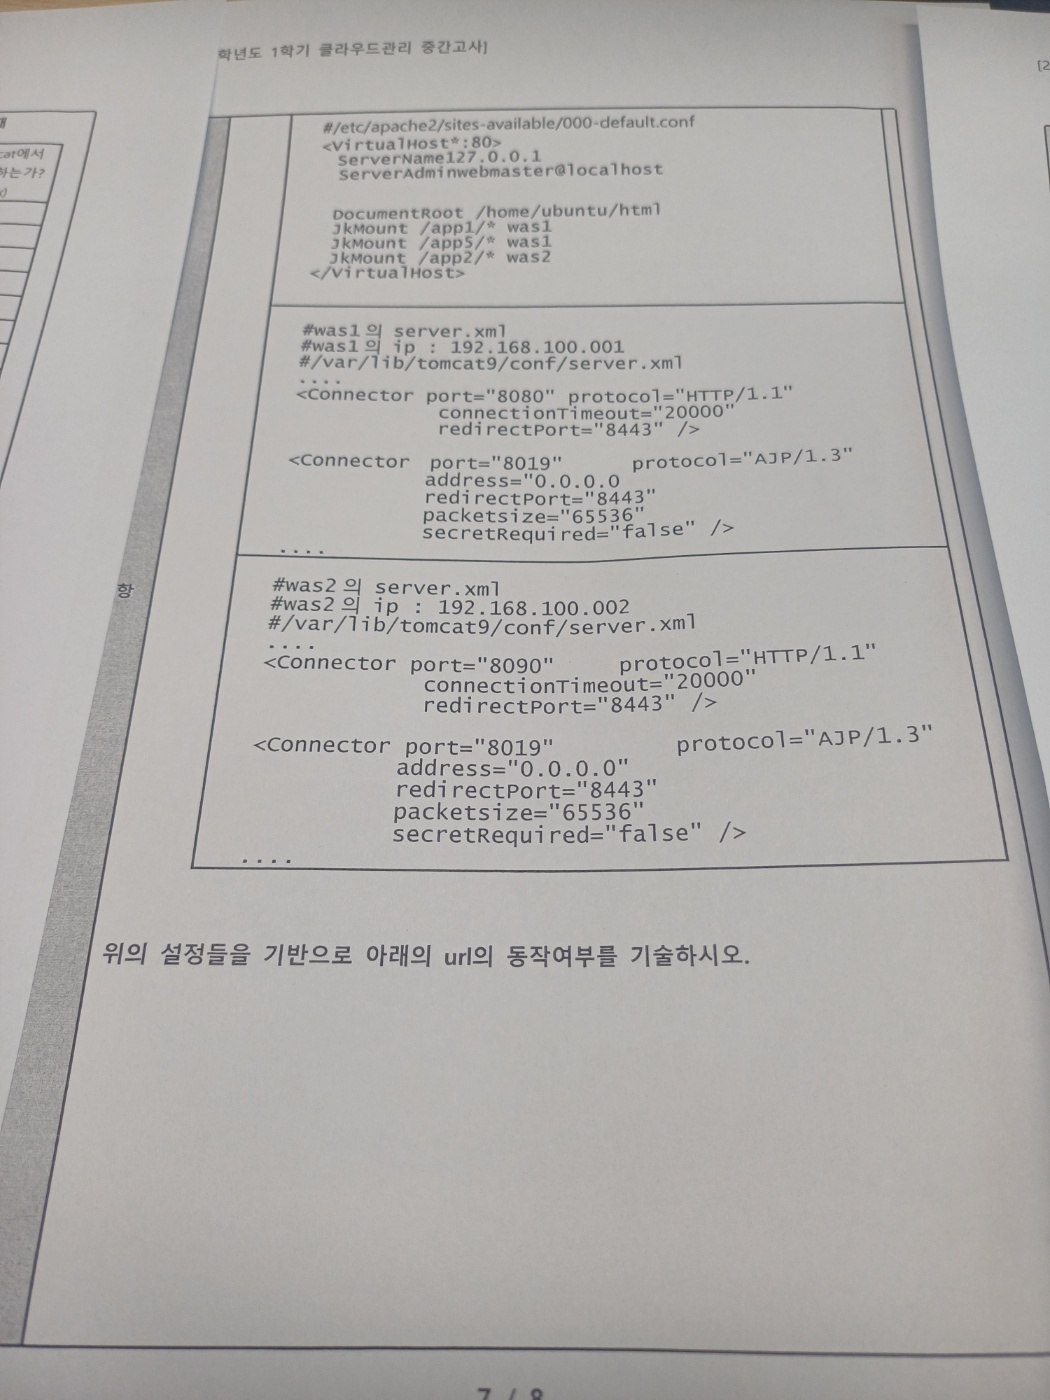 학년도 1학기 클라우드관리 중간고사]
[2
cat에서
하는가?
#/etc/apache2/sites-available/000-default.conf
<VirtualHost*:80>
ServerName127.0.0.1
ServerAdminwebmaster@localhost
DocumentRoot /home/ubuntu/html
JkMount /app1/* was1
JkMount /app5/* was1
JkMount /app2/* was2
</VirtualHost>
#was1 의 server.xml
#was1 의 ip : 192.168.100.001
#/var/lib/tomcat9/conf/server.xml
....
<Connector port="8080" protocol="HTTP/1.1"
connectionTimeout="20000"
redirectPort="8443" />
<Connector port="8019" protocol="AJP/1.3"
address="0.0.0.0
redirectPort="8443"
packetsize="65536"
secretRequired="false" />
....
항
#was2 의 server.xml
#was2 의 ip : 192.168.100.002
#/var/lib/tomcat9/conf/server.xml
....
<Connector port="8090" protocol="HTTP/1.1"
connectionTimeout="20000"
redirectPort="8443" />
<Connector port="8019" protocol="AJP/1.3"
address="0.0.0.0"
redirectPort="8443"
packetsize="65536"
secretRequired="false" />
....
위의 설정들을 기반으로 아래의 url의 동작여부를 기술하시오.
7 / 8